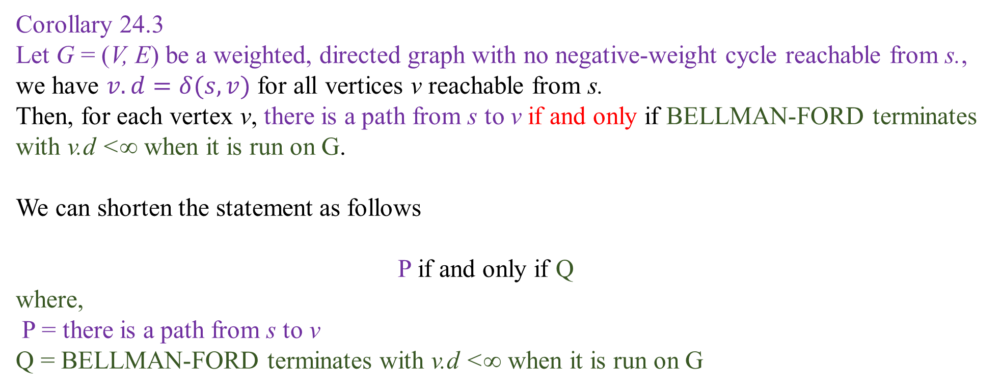 Corollary 24.3
Let G = (V, E) be a weighted, directed graph with no negative-weight cycle reachable from s.,
we have v. d = δ(s, v) for all vertices v reachable from s.
Then, for each vertex v, there is a path from s to v if and only if BELLMAN-FORD terminates
with v.d <∞ when it is run on G.
We can shorten the statement as follows
P if and only if Q
where,
P = there is a path from s to v
Q = BELLMAN-FORD terminates with v.d <∞ when it is run on G